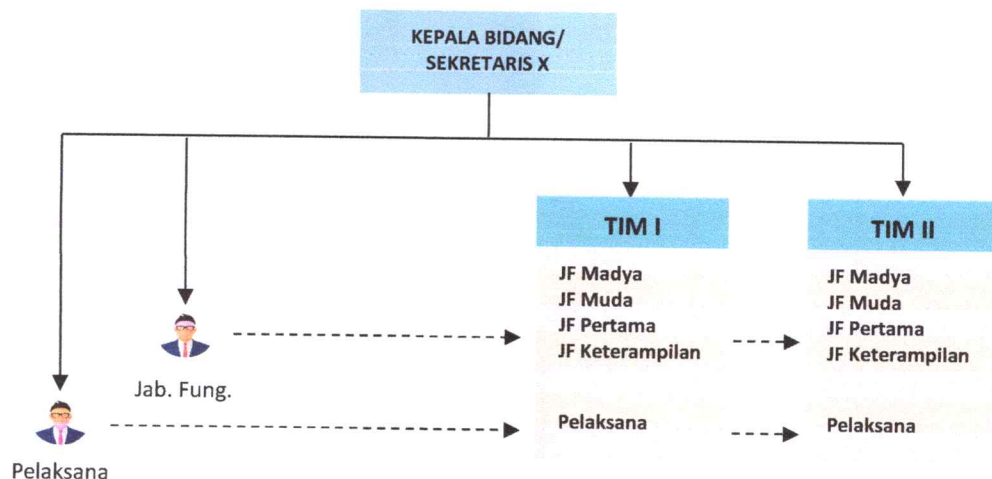 KEPALA BIDANG/
SEKRETARIS X
TIM I
JF Madya
JF Muda
JF Pertama
JF Keterampilan
Pelaksana
TIM II
JF Madya
JF Muda
JF Pertama
JF Keterampilan
Pelaksana
Jab. Fung.
Pelaksana